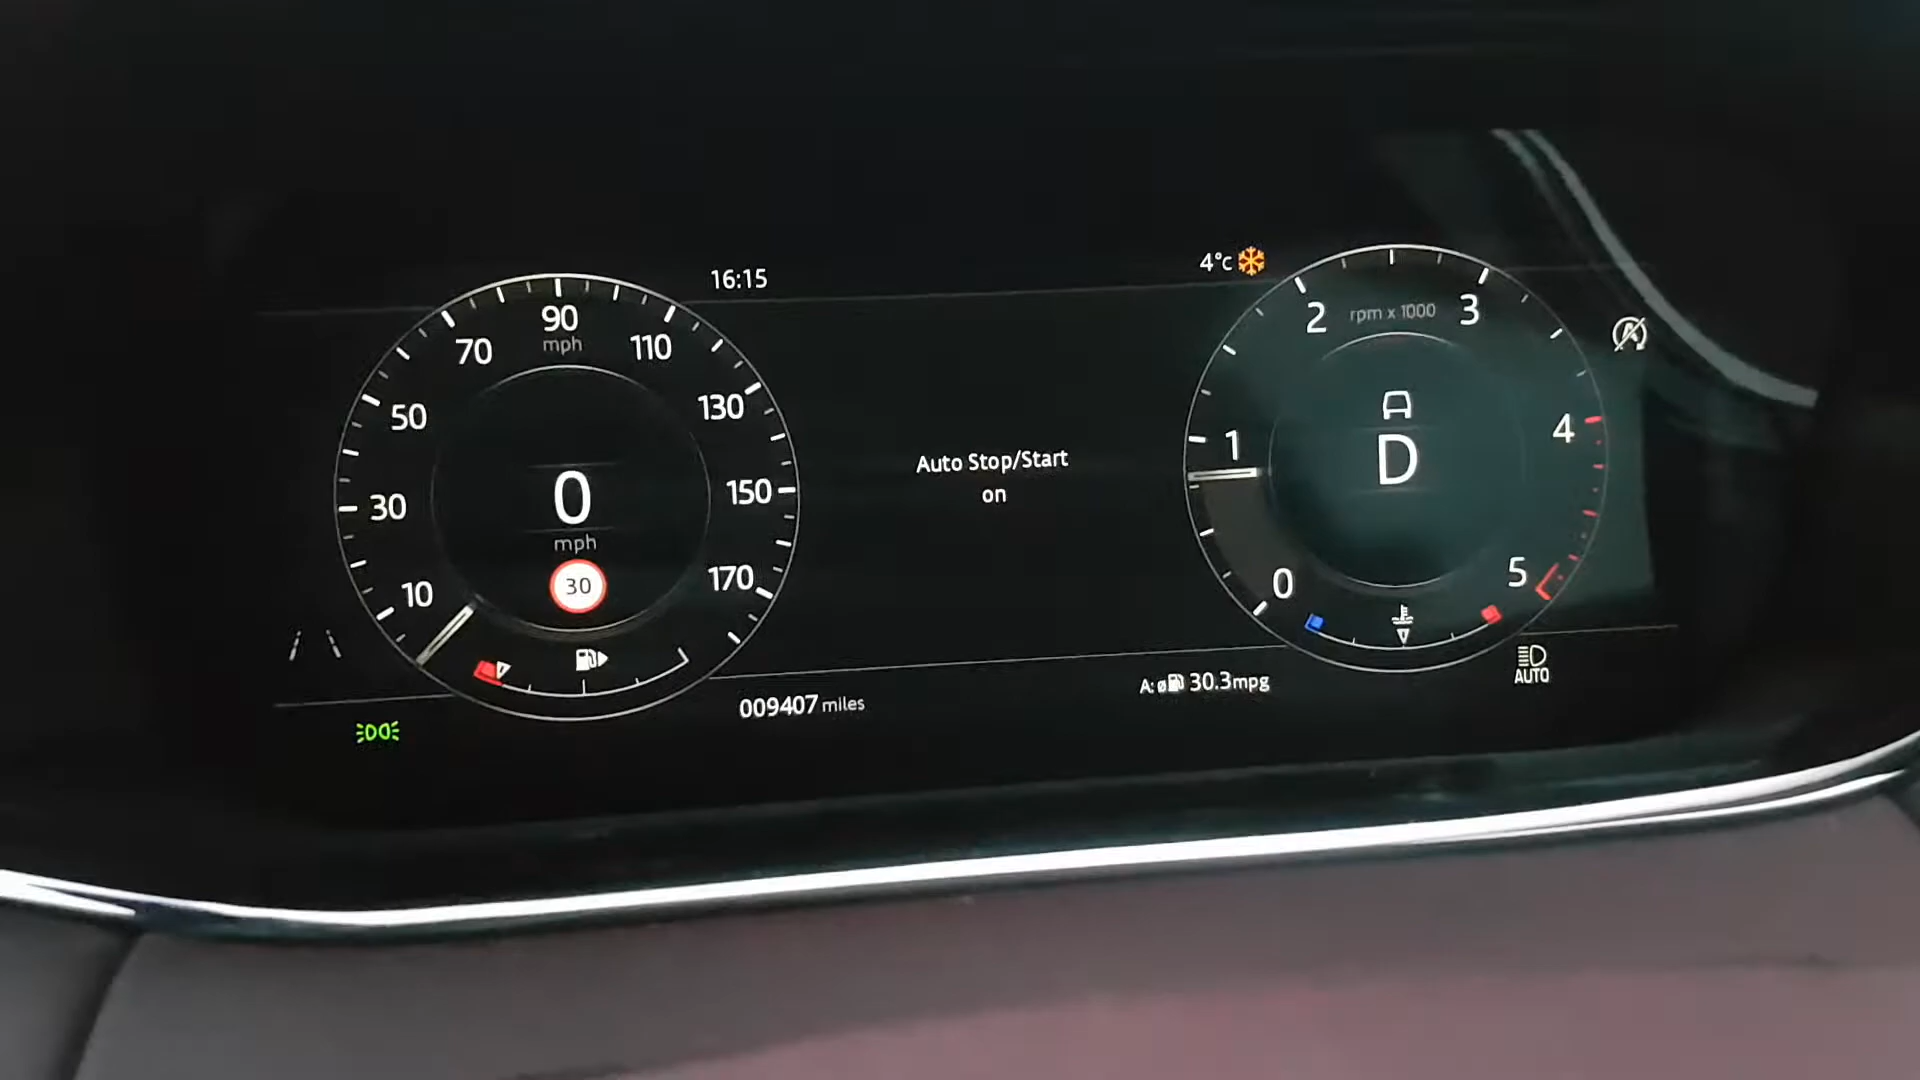 16:15
4°C
90
mph
70
110
50
130
30
150
10
170
0
mph
30
Auto Stop/Start
on
2
rpm x 1000
3
1
4
0
5
A
D
AUTO
009407 miles
A: ⌀ 30.3mpg